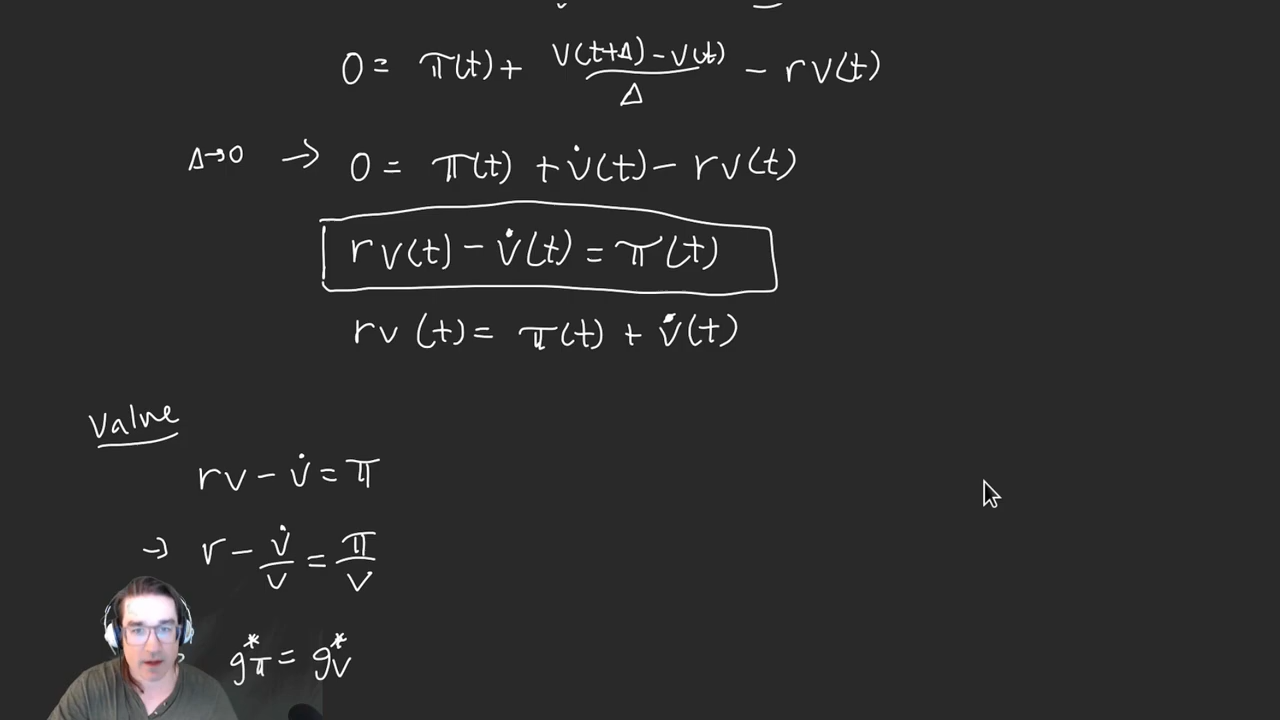 0 = π(t) + (V(t+Δ) - V(t))/Δ - rV(t)
Δ→0 → 0 = π(t) + V̇(t) - rV(t)
rV(t) - V̇(t) = π(t)
rV(t) = π(t) + V̇(t)
Value
rV - V̇ = π
→ r - V̇/V = π/V
g*π = g*V